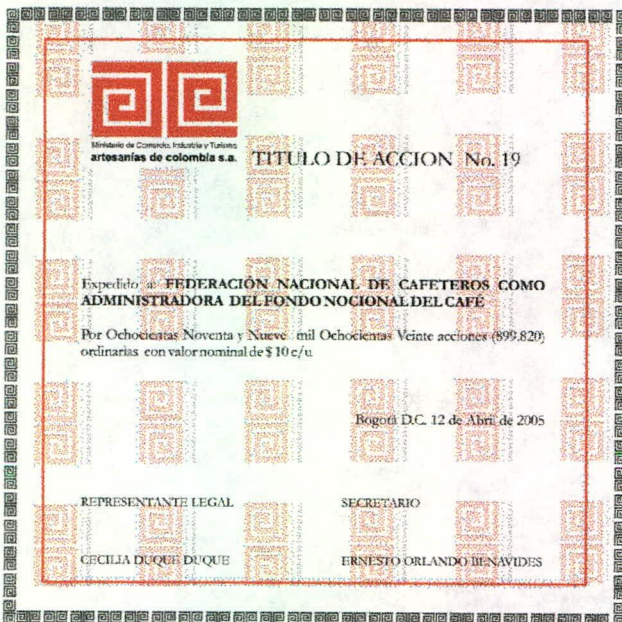 Ministerio de Comercio, Industria y Turismo
artesanías de colombia s.a.
TITULO DE ACCION No. 19
Expedido a: FEDERACIÓN NACIONAL DE CAFETEROS COMO
ADMINISTRADORA DEL FONDO NOCIONAL DEL CAFÉ
Por Ochocientas Noventa y Nueve mil Ochocientas Veinte acciones (899.820)
ordinarias con valor nominal de $ 10 c/u
Bogotá D.C. 12 de Abril de 2005
REPRESENTANTE LEGAL SECRETARIO
CECILIA DUQUE DUQUE ERNESTO ORLANDO BENAVIDES